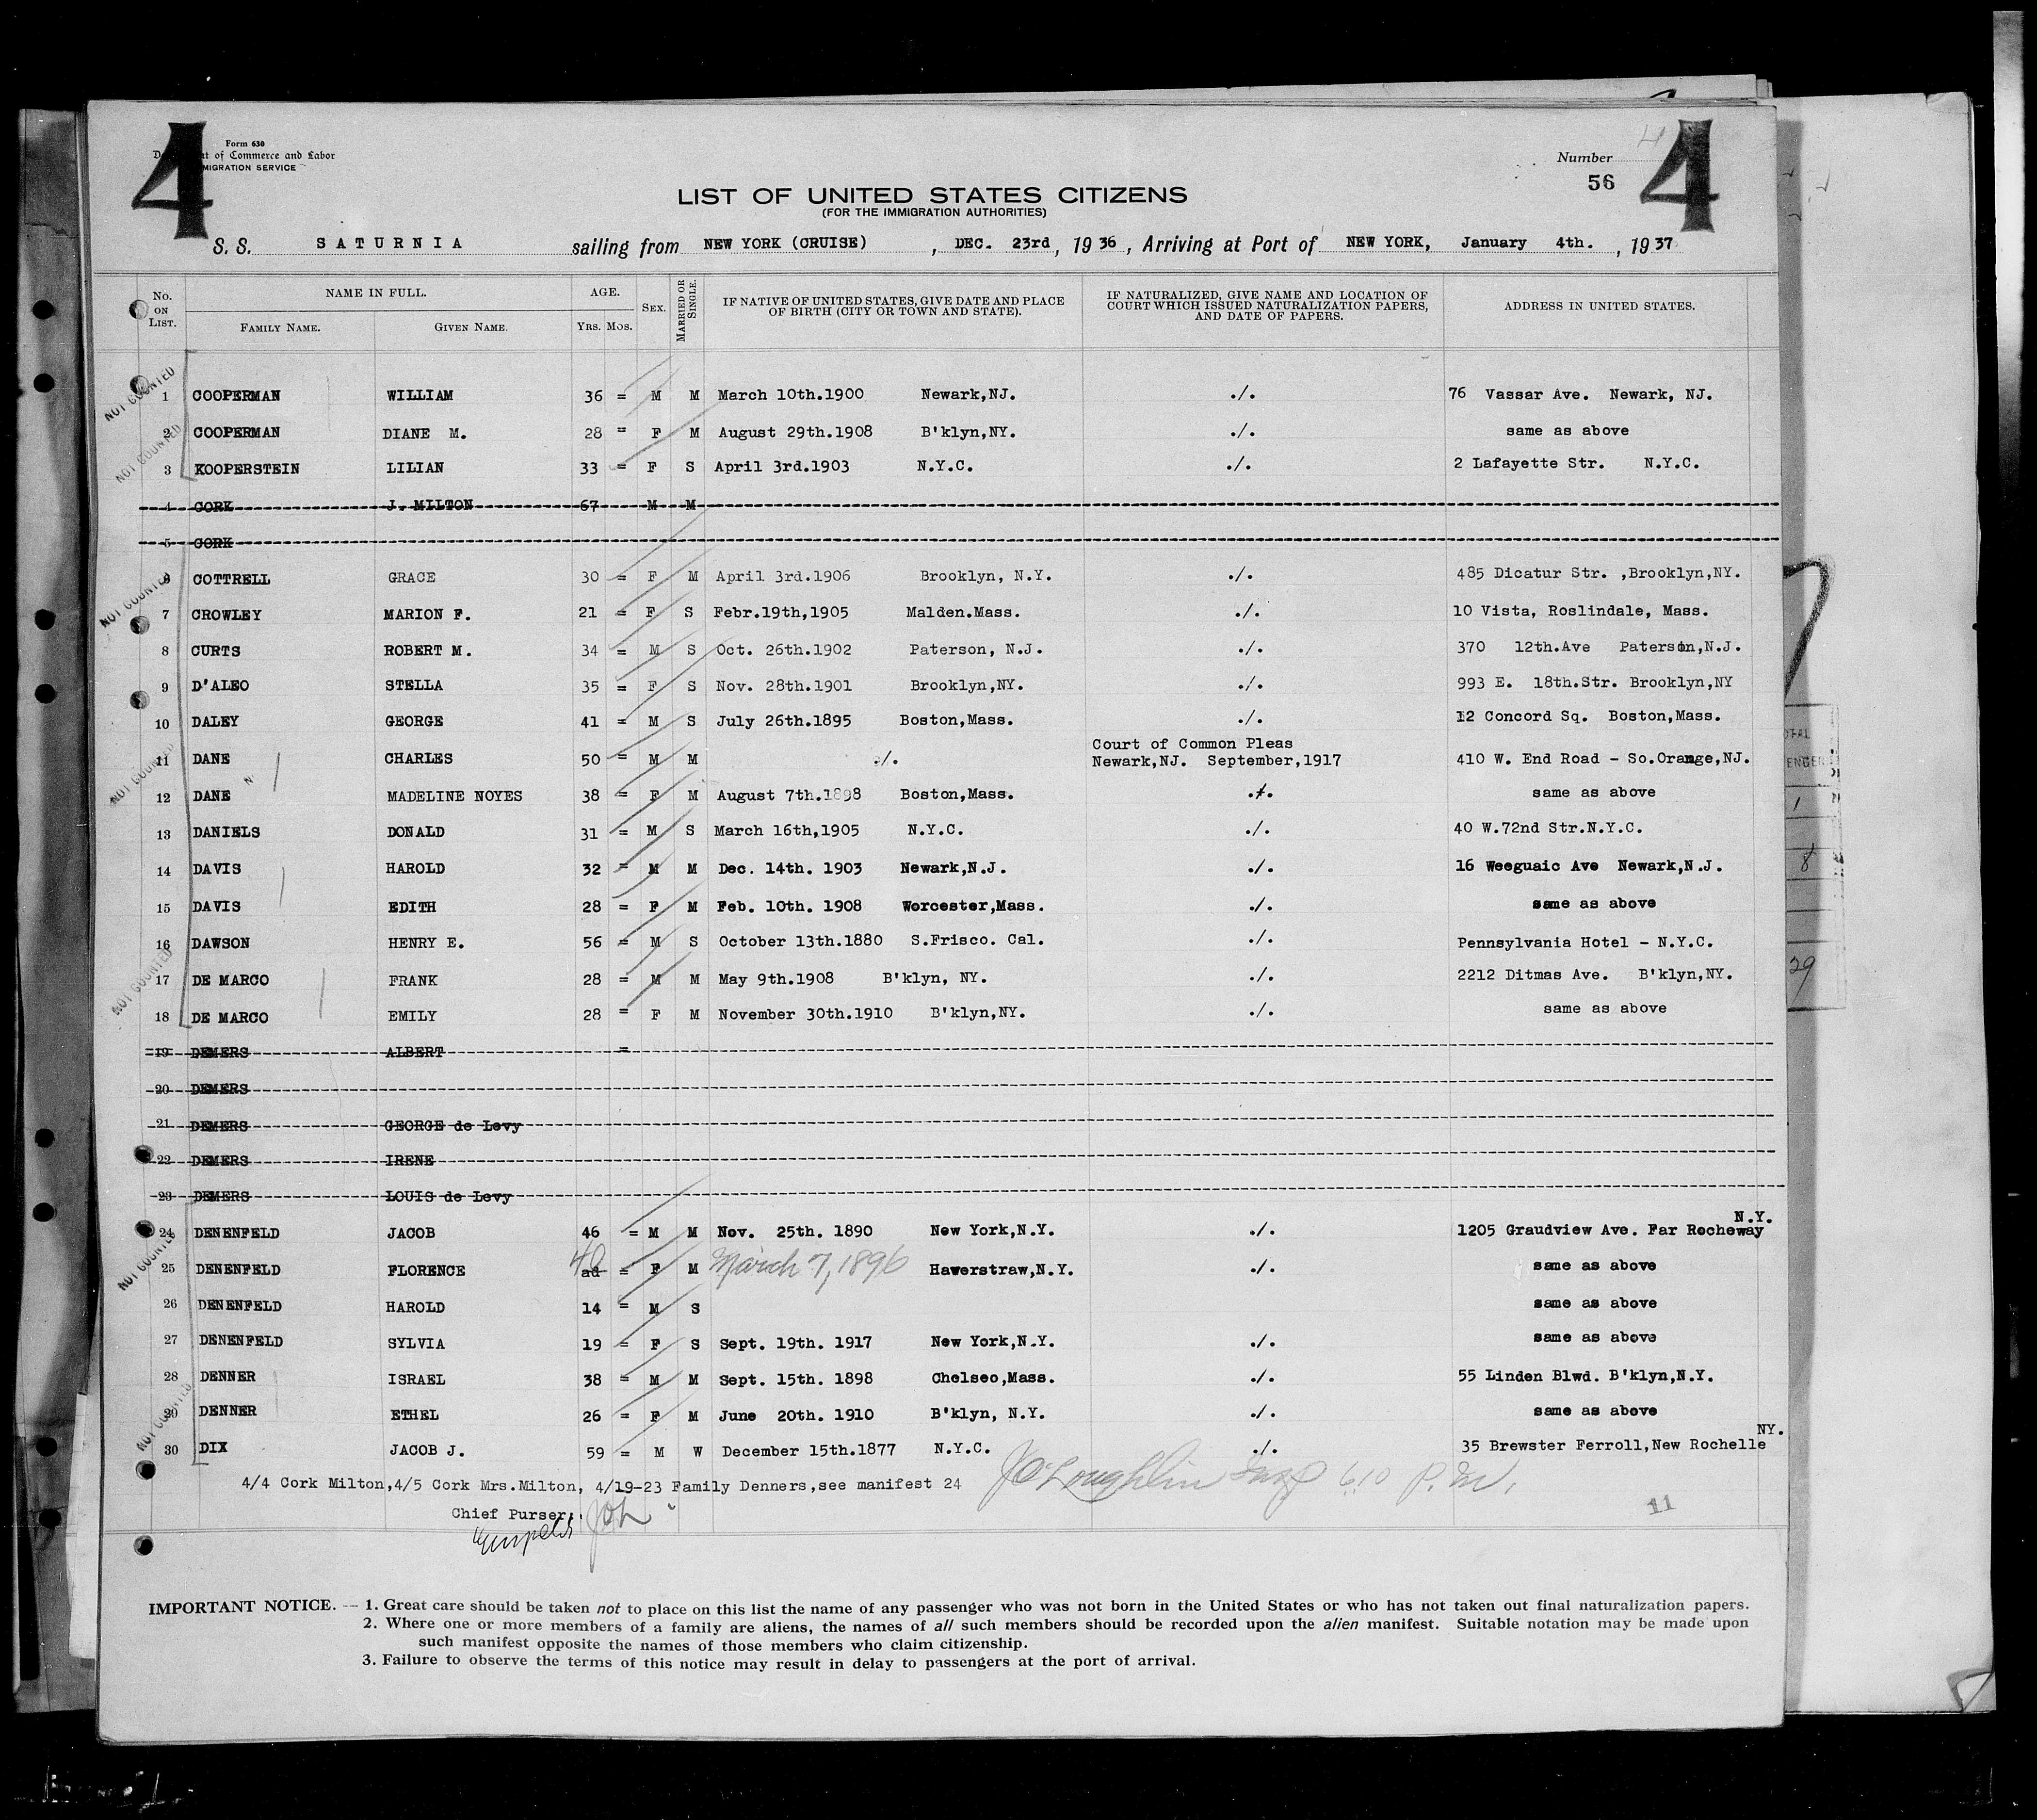 4
Form 630
Department of Commerce and Labor
IMMIGRATION SERVICE
Number
56
4
LIST OF UNITED STATES CITIZENS
(FOR THE IMMIGRATION AUTHORITIES)
S. S. SATURNIA sailing from NEW YORK (CRUISE), DEC. 23rd, 1936, Arriving at Port of NEW YORK, January 4th., 1937
No. ON LIST. NAME IN FULL. FAMILY NAME. GIVEN NAME. AGE. YRS. MOS. SEX. MARRIED OR SINGLE. IF NATIVE OF UNITED STATES, GIVE DATE AND PLACE OF BIRTH (CITY OR TOWN AND STATE). IF NATURALIZED, GIVE NAME AND LOCATION OF COURT WHICH ISSUED NATURALIZATION PAPERS, AND DATE OF PAPERS. ADDRESS IN UNITED STATES.
NOT COUNTED
1 COOPERMAN WILLIAM 36 = M M March 10th.1900 Newark,NJ. ./. 76 Vassar Ave. Newark, NJ.
NOT COUNTED
2 COOPERMAN DIANE M. 28 = F M August 29th.1908 B'klyn,NY. ./. same as above
3 KOOPERSTEIN LILIAN 33 = F S April 3rd.1903 N.Y.C. ./. 2 Lafayette Str. N.Y.C.
4 CORK J. MILTON 67 M M
5 CORK
NOT COUNTED
6 COTTRELL GRACE 30 = F M April 3rd.1906 Brooklyn, N.Y. ./. 485 Dicatur Str. ,Brooklyn,NY.
7 CROWLEY MARION F. 21 = F S Febr.19th,1905 Malden.Mass. ./. 10 Vista, Roslindale, Mass.
8 CURTS ROBERT M. 34 = M S Oct. 26th.1902 Paterson, N.J. ./. 370 12th.Ave Paterson,N.J.
9 D'ALEO STELLA 35 = F S Nov. 28th.1901 Brooklyn,NY. ./. 993 E. 18th.Str. Brooklyn,NY
10 DALEY GEORGE 41 = M S July 26th.1895 Boston,Mass. ./. 12 Concord Sq. Boston,Mass.
NOT COUNTED
11 DANE CHARLES 50 = M M ./. Court of Common Pleas Newark,NJ. September,1917 410 W. End Road - So.Orange,NJ.
12 DANE MADELINE NOYES 38 = F M August 7th.1898 Boston,Mass. ./. same as above
13 DANIELS DONALD 31 = M S March 16th,1905 N.Y.C. ./. 40 W.72nd Str.N.Y.C.
14 DAVIS HAROLD 32 = M M Dec. 14th. 1903 Newark,N.J. ./. 16 Weeguaic Ave Newark,N.J.
15 DAVIS EDITH 28 = F M Feb. 10th. 1908 Worcester,Mass. ./. same as above
16 DAWSON HENRY E. 56 = M S October 13th.1880 S.Frisco. Cal. ./. Pennsylvania Hotel - N.Y.C.
NOT COUNTED
17 DE MARCO FRANK 28 = M M May 9th.1908 B'klyn, NY. ./. 2212 Ditmas Ave. B'klyn,NY.
18 DE MARCO EMILY 28 = F M November 30th.1910 B'klyn,NY. ./. same as above
19 DEMERS ALBERT =
20 DEMERS
21 DEMERS GEORGE de Levy
22 DEMERS IRENE
23 DEMERS LOUIS de Levy
24 DENENFELD JACOB 46 = M M Nov. 25th. 1890 New York,N.Y. ./. 1205 Graudview Ave. Far Rocheway N.Y.
NOT COUNTED
25 DENENFELD FLORENCE ad 40 = F M March 7, 1896 Hawerstraw,N.Y. ./. same as above
26 DENENFELD HAROLD 14 = M S same as above
27 DENENFELD SYLVIA 19 = F S Sept. 19th. 1917 New York,N.Y. ./. same as above
28 DENNER ISRAEL 38 = M M Sept. 15th. 1898 Chelseo,Mass. ./. 55 Linden Blwd. B'klyn,N.Y.
NOT COUNTED
29 DENNER ETHEL 26 = F M June 20th. 1910 B'klyn, N.Y. ./. same as above
30 DIX JACOB J. 59 = M W December 15th.1877 N.Y.C. ./. 35 Brewster Ferroll,New Rochelle NY.
4/4 Cork Milton,4/5 Cork Mrs.Milton, 4/19-23 Family Denners,see manifest 24
JO'Loughlin Insp 610 P.M.
Chief Purser:
11
IMPORTANT NOTICE. — 1. Great care should be taken not to place on this list the name of any passenger who was not born in the United States or who has not taken out final naturalization papers.
2. Where one or more members of a family are aliens, the names of all such members should be recorded upon the alien manifest. Suitable notation may be made upon
such manifest opposite the names of those members who claim citizenship.
3. Failure to observe the terms of this notice may result in delay to passengers at the port of arrival.